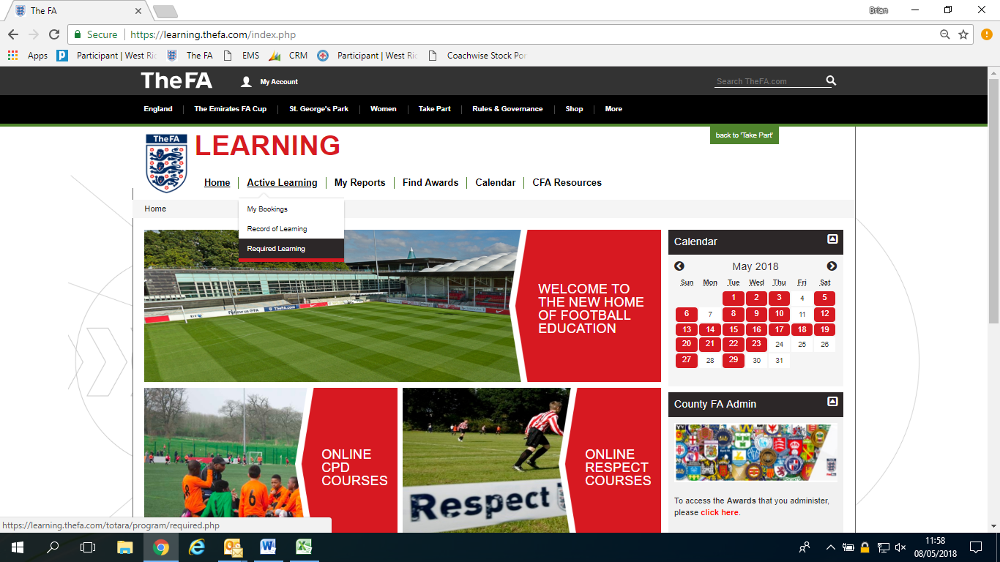 The FA
Brian
Secure
https://learning.thefa.com/index.php
Apps
Participant | West Ri
The FA
EMS
CRM
Participant | West Ri
Coachwise Stock Por
TheFA
My Account
Search TheFA.com
England
The Emirates FA Cup
St. George's Park
Women
Take Part
Rules & Governance
Shop
More
back to 'Take Part'
TheFA
LEARNING
Home
Active Learning
My Reports
Find Awards
Calendar
CFA Resources
My Bookings
Record of Learning
Required Learning
Home
Follow us @FA
TheFA.com
WELCOME TO
THE NEW HOME
OF FOOTBALL
EDUCATION
Calendar
May 2018
Sun Mon Tue Wed Thu Fri Sat
1 2 3 4 5
6 7 8 9 10 11 12
13 14 15 16 17 18 19
20 21 22 23 24 25 26
27 28 29 30 31
6
ONLINE
CPD
COURSES
Respect
ONLINE
RESPECT
COURSES
County FA Admin
To access the Awards that you administer,
please click here.
https://learning.thefa.com/totara/program/required.php
11:58
08/05/2018